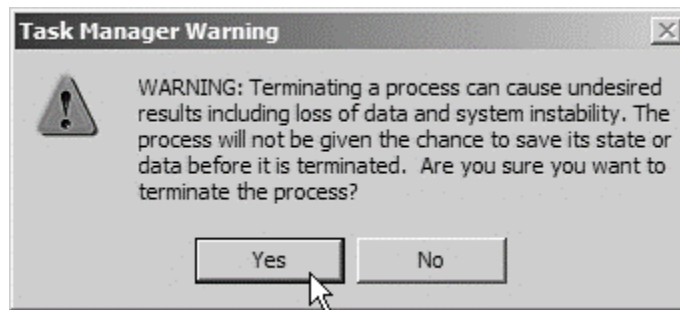 Task Manager Warning
WARNING: Terminating a process can cause undesired
results including loss of data and system instability. The
process will not be given the chance to save its state or
data before it is terminated.  Are you sure you want to
terminate the process?
Yes No